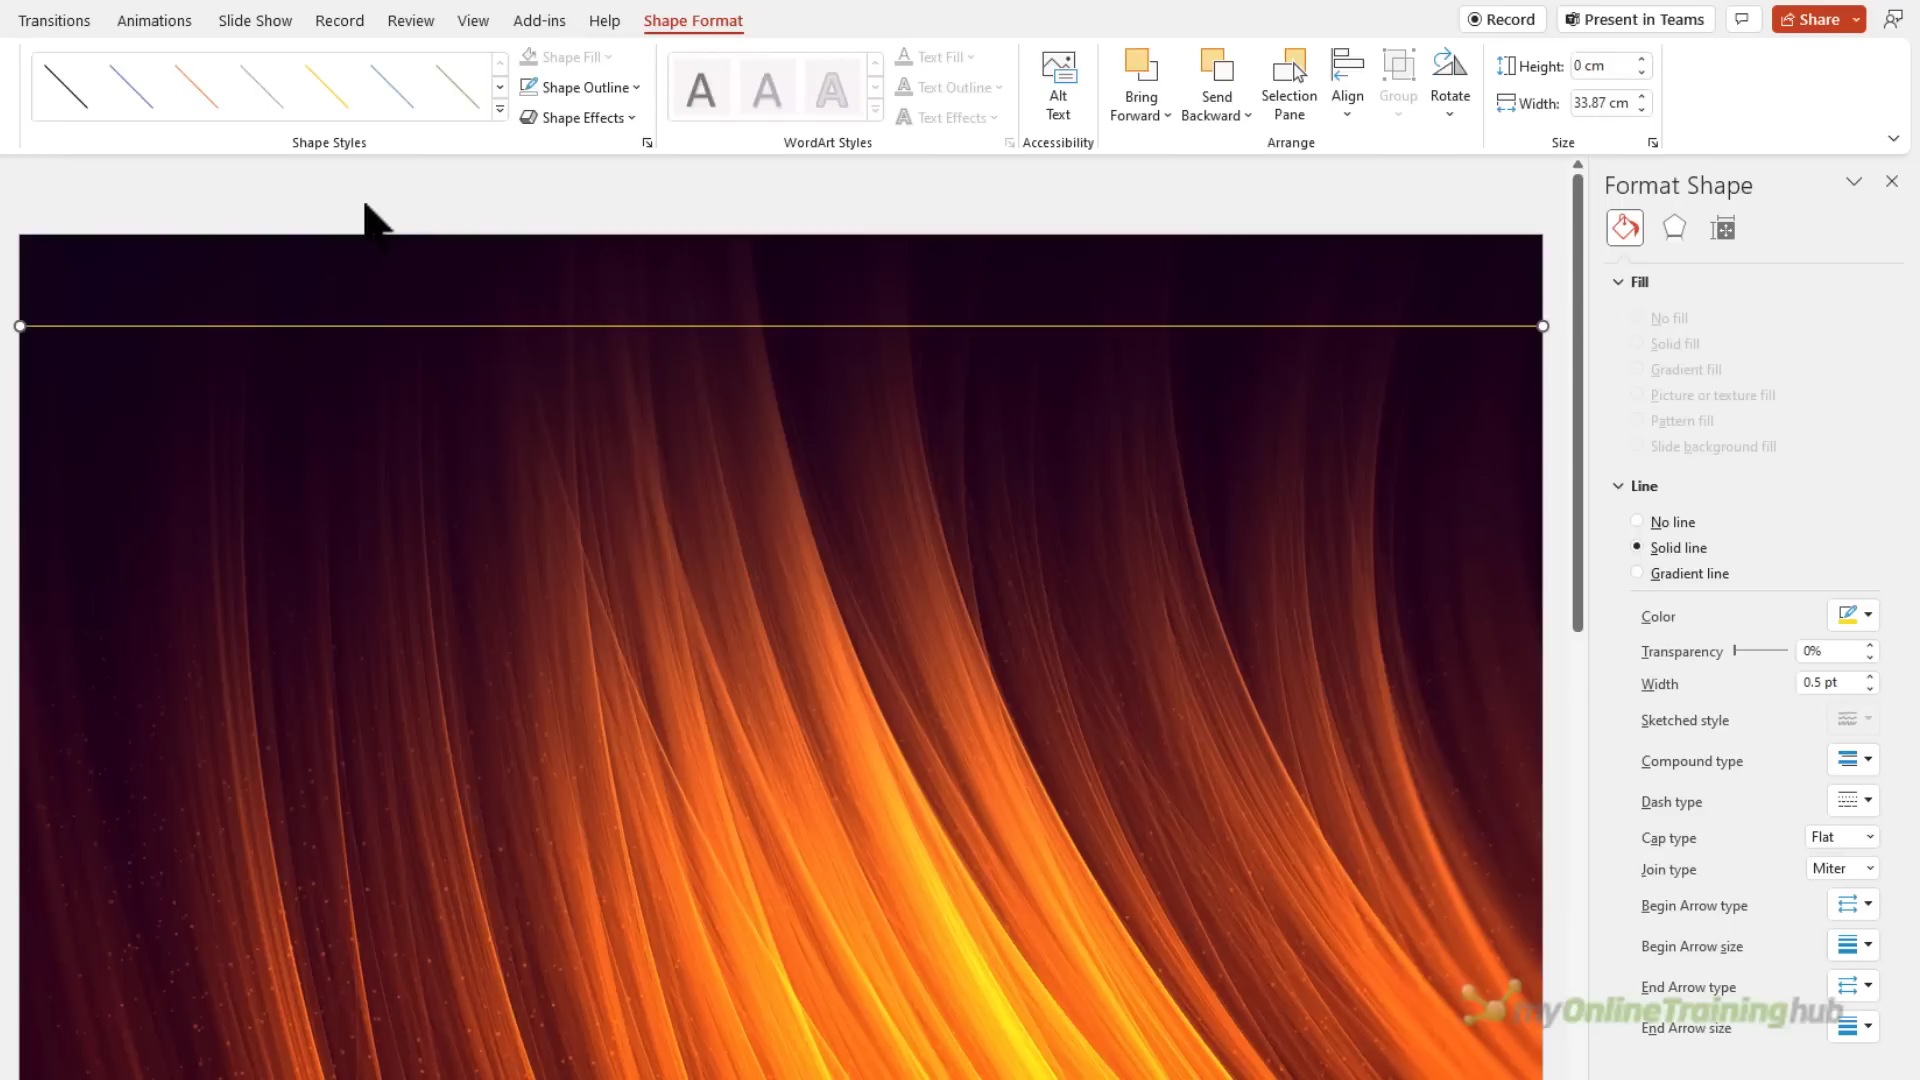 Transitions Animations Slide Show Record Review View Add-ins Help Shape Format Record Present in Teams Share
Shape Fill
Shape Outline
Shape Effects
Shape Styles
A A A
Text Fill
Text Outline
Text Effects
WordArt Styles
Alt
Text
Accessibility
Bring
Forward
Send
Backward
Selection
Pane
Align
Group
Rotate
Arrange
Height: 0 cm
Width: 33.87 cm
Size
Format Shape
Fill
No fill
Solid fill
Gradient fill
Picture or texture fill
Pattern fill
Slide background fill
Line
No line
Solid line
Gradient line
Color
Transparency 0%
Width 0.5 pt
Sketched style
Compound type
Dash type
Cap type Flat
Join type Miter
Begin Arrow type
Begin Arrow size
End Arrow type
myOnlineTraininghub
End Arrow size